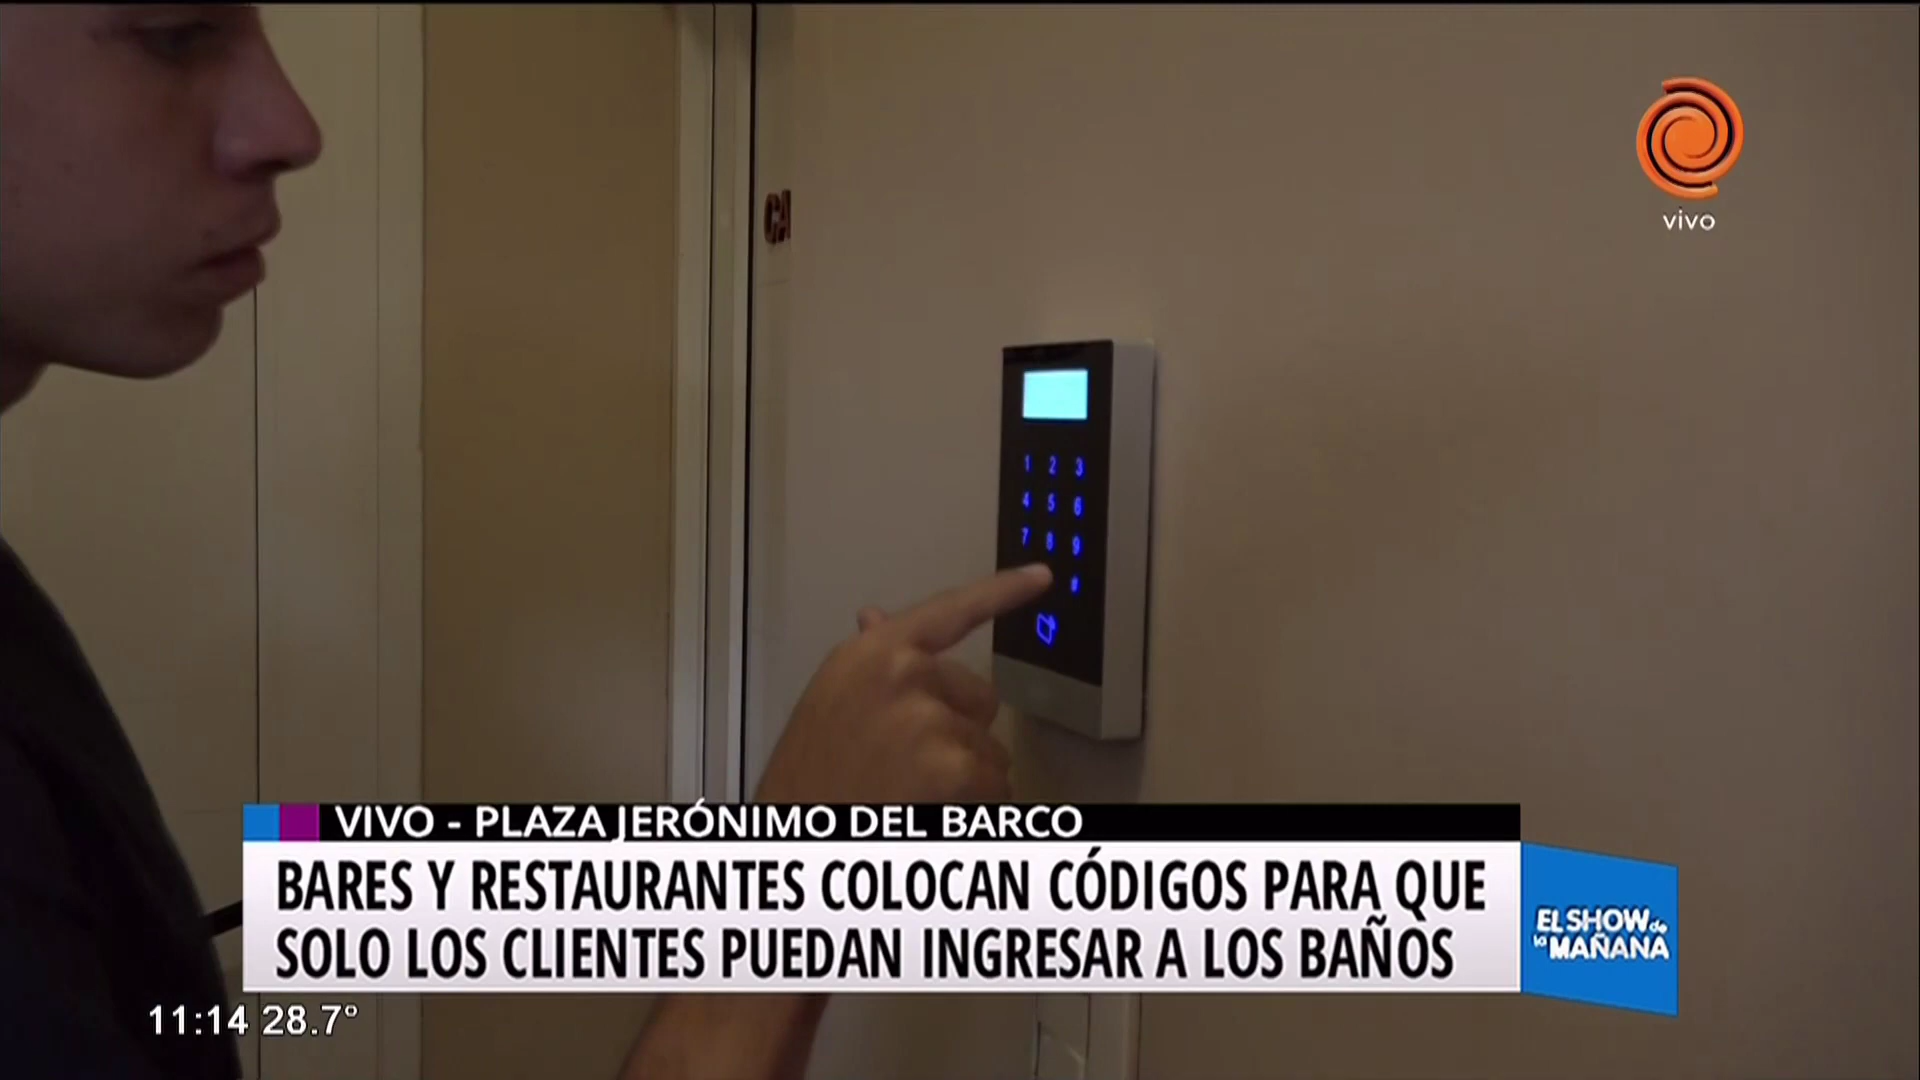 vivo
CA
1 2 3
4 5 6
7 8 9
#
VIVO - PLAZA JERÓNIMO DEL BARCO
BARES Y RESTAURANTES COLOCAN CÓDIGOS PARA QUE
SOLO LOS CLIENTES PUEDAN INGRESAR A LOS BAÑOS
EL SHOW de
la MAÑANA
11:14 28.7°